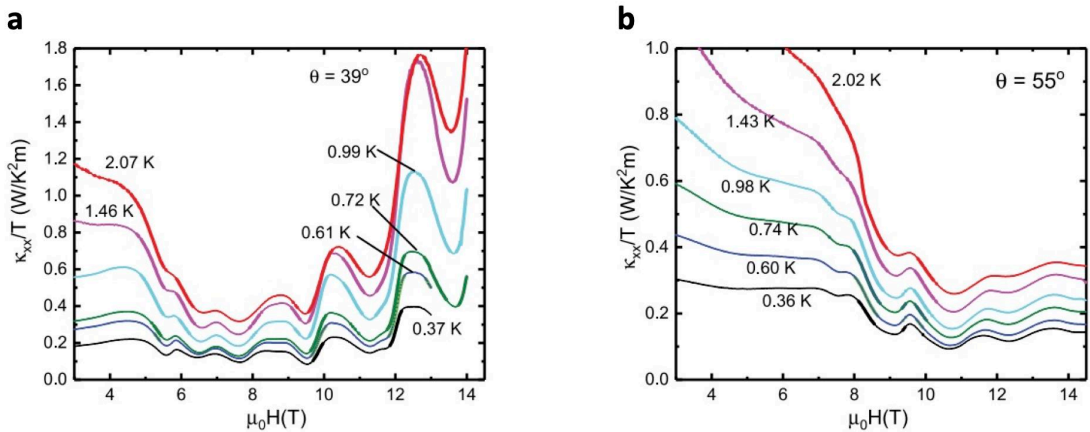 a
1.8
1.6
1.4
1.2
1.0
0.8
0.6
0.4
0.2
0.0
κxx/T (W/K²m)
θ = 39º
2.07 K
1.46 K
0.99 K
0.72 K
0.61 K
0.37 K
4 6 8 10 12 14
μ₀H(T)
b
1.0
0.8
0.6
0.4
0.2
0.0
κxx/T (W/K²m)
θ = 55º
2.02 K
1.43 K
0.98 K
0.74 K
0.60 K
0.36 K
4 6 8 10 12 14
μ₀H(T)